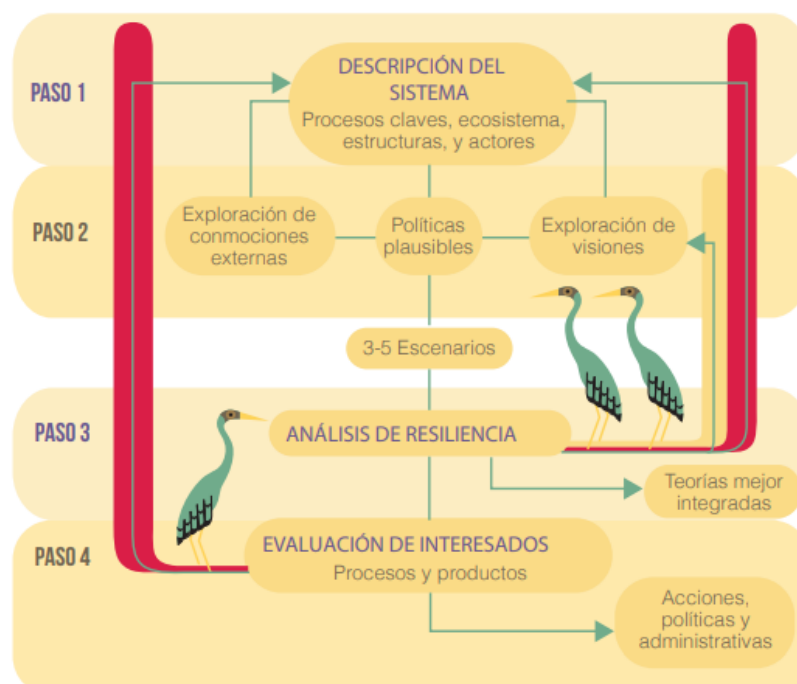 PASO 1
DESCRIPCIÓN DEL
SISTEMA
Procesos claves, ecosistema,
estructuras, y actores
PASO 2
Exploración de
conmociones
externas
Políticas
plausibles
Exploración de
visiones
3-5 Escenarios
PASO 3
ANÁLISIS DE RESILIENCIA
Teorías mejor
integradas
PASO 4
EVALUACIÓN DE INTERESADOS
Procesos y productos
Acciones,
políticas y
administrativas